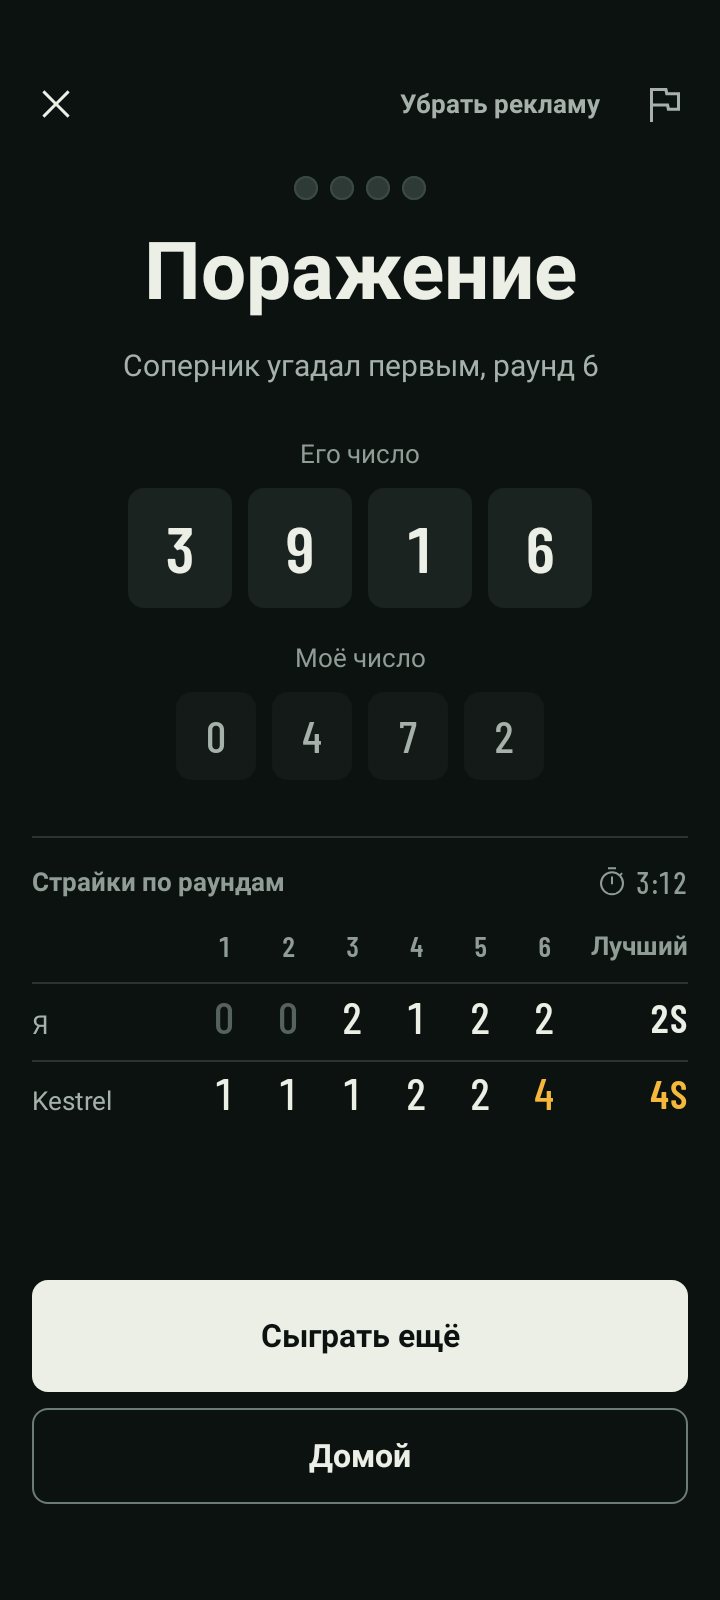 Убрать рекламу
Поражение
Соперник угадал первым, раунд 6
Его число
3 9 1 6
Моё число
0 4 7 2
Страйки по раундам 3:12
1 2 3 4 5 6 Лучший
Я 0 0 2 1 2 2 2S
Kestrel 1 1 1 2 2 4 4S
Сыграть ещё
Домой